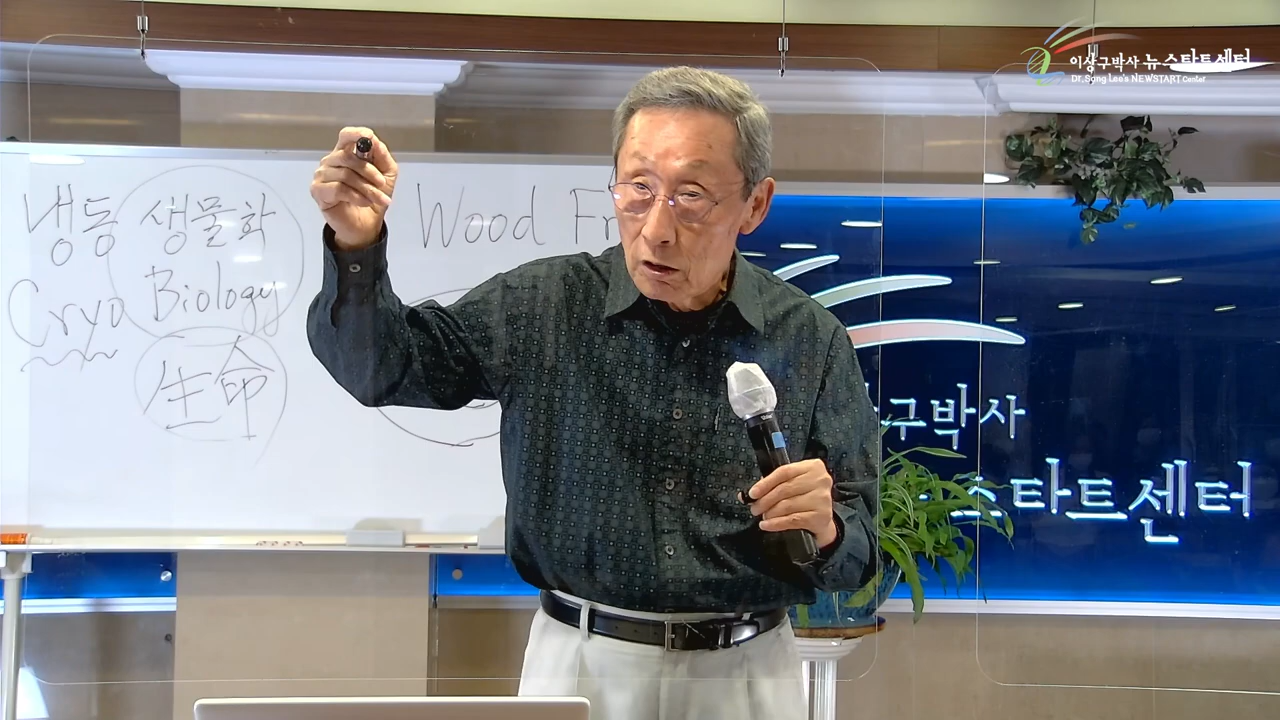 이상구박사 뉴스타트센터
Dr. Sang Lee's NEWSTART Center
냉동 생물학
Cryo Biology
生命
Wood Fr
구박사
스타트센터